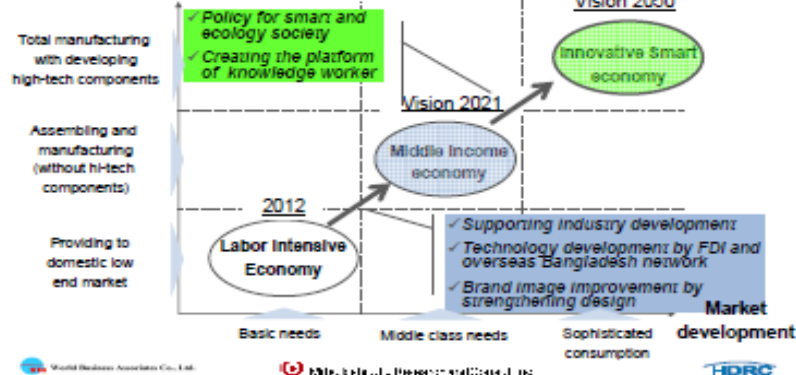 Vision 2050
✓ Policy for smart and
ecology society
✓ Creating the platform
of knowledge worker
Total manufacturing
with developing
high-tech components
Innovative Smart
economy
Vision 2021
Assembling and
manufacturing
(without hi-tech
components)
Middle Income
economy
2012
Labor Intensive
Economy
Providing to
domestic low
end market
✓ Supporting industry development
✓ Technology development by FDI and
overseas Bangladesh network
✓ Brand image improvement by
strengthening design
Market
development
Basic needs
Middle class needs
Sophisticated
consumption
World Business Associates Co., Ltd.
HDRC